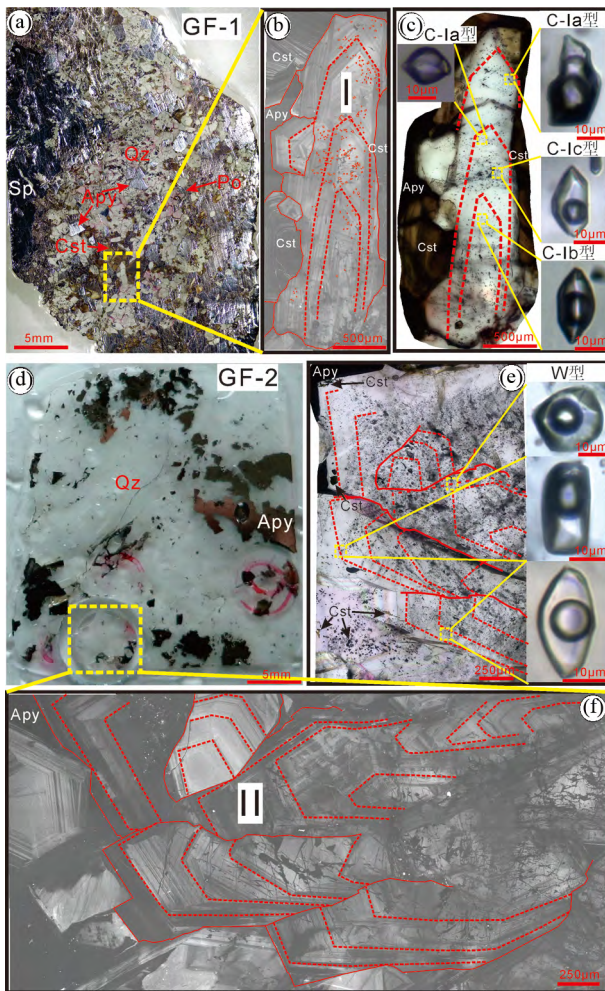 (a)
GF-1
Qz
Sp
Apy
Po
Cst
5mm
(b)
Cst
I
Apy
Cst
Cst
500μm
(c)
C-Ia型
10μm
Cst
Apy
Cst
500μm
C-Ia型
10μm
C-Ic型
10μm
C-Ib型
10μm
(d)
GF-2
Qz
Apy
5mm
(e)
Apy
Cst
Cst
Cst
250μm
W型
10μm
10μm
10μm
(f)
Apy
II
250μm